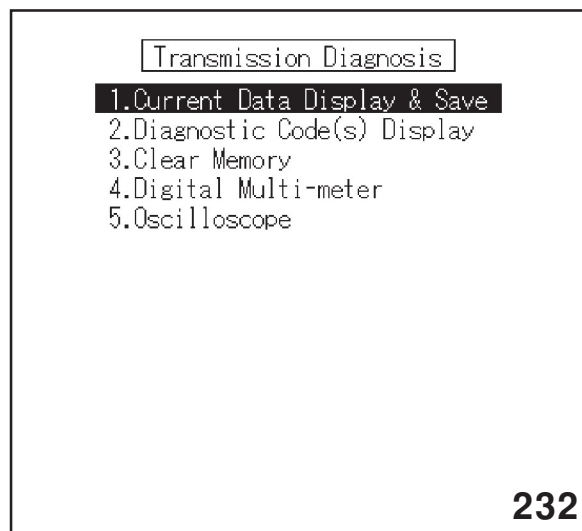 Transmission Diagnosis
1.Current Data Display & Save
2.Diagnostic Code(s) Display
3.Clear Memory
4.Digital Multi-meter
5.Oscilloscope
232